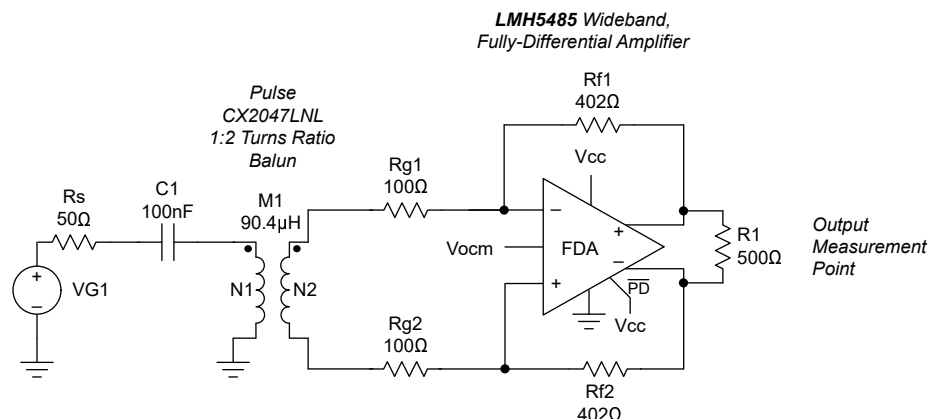 LMH5485 Wideband,
Fully-Differential Amplifier
Rf1
402Ω
Pulse
CX2047LNL
1:2 Turns Ratio
Balun
Vcc
Rg1
100Ω
C1
100nF
M1
90.4µH
Rs
50Ω
−
+
Vocm
FDA
+
−
R1
500Ω
Output
Measurement
Point
+
−
VG1
N1
N2
PD
Vcc
Rg2
100Ω
Rf2
402Ω